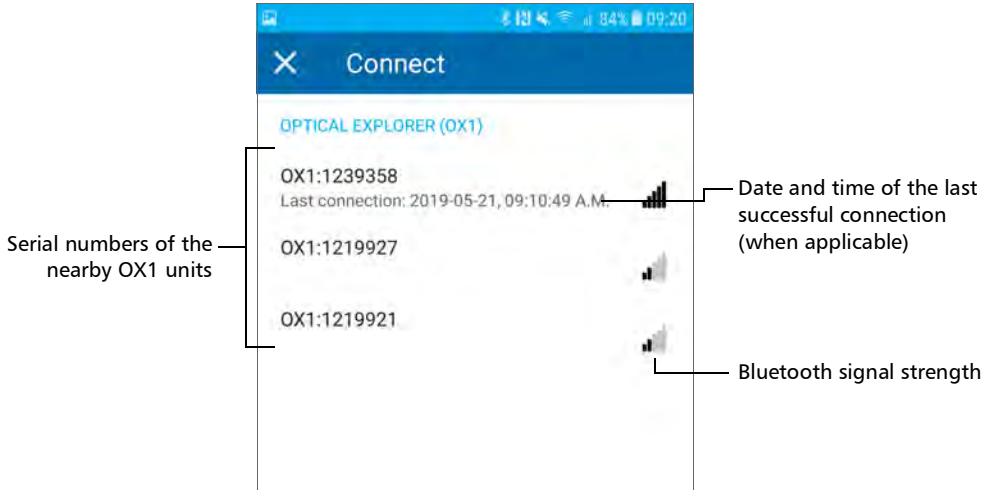 84% 09:20
Connect
OPTICAL EXPLORER (OX1)
OX1:1239358
Last connection: 2019-05-21, 09:10:49 A.M.
OX1:1219927
OX1:1219921
Serial numbers of the
nearby OX1 units
Date and time of the last
successful connection
(when applicable)
Bluetooth signal strength